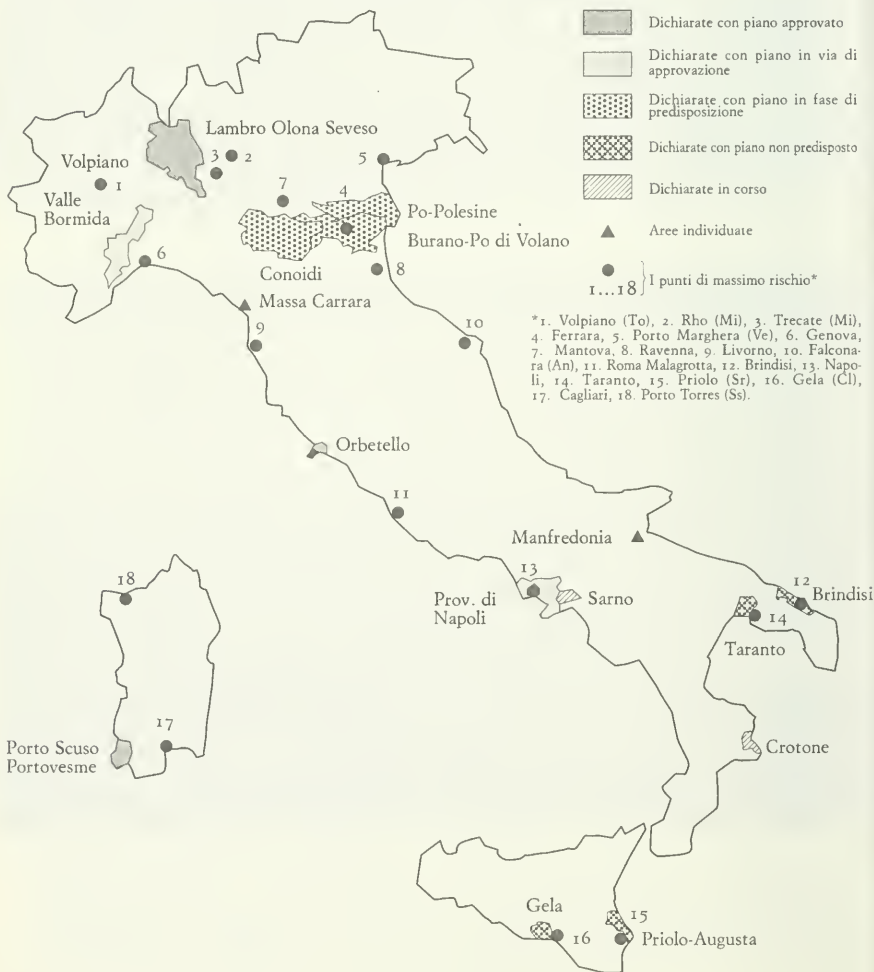 Dichiarate con piano approvato
Dichiarate con piano in via di
approvazione
Dichiarate con piano in fase di
predisposizione
Dichiarate con piano non predisposto
Dichiarate in corso
Aree individuate
1...18 } I punti di massimo rischio*
*1. Volpiano (To), 2. Rho (Mi), 3. Trecate (Mi),
4. Ferrara, 5. Porto Marghera (Ve), 6. Genova,
7. Mantova, 8. Ravenna, 9. Livorno, 10. Falcona-
ra (An), 11. Roma Malagrotta, 12. Brindisi, 13. Napo-
li, 14. Taranto, 15. Priolo (Sr), 16. Gela (Cl),
17. Cagliari, 18. Porto Torres (Ss).
Lambro Olona Seveso
3
2
5
Volpiano
1
7
4
Valle
Bormida
Po-Polesine
Burano-Po di Volano
6
Conoidi
8
Massa Carrara
9
10
Orbetello
11
Manfredonia
13
12
18
Prov. di
Napoli
Sarno
Brindisi
14
Taranto
17
Porto Scuso
Portovesme
Crotone
Gela
15
16
Priolo-Augusta